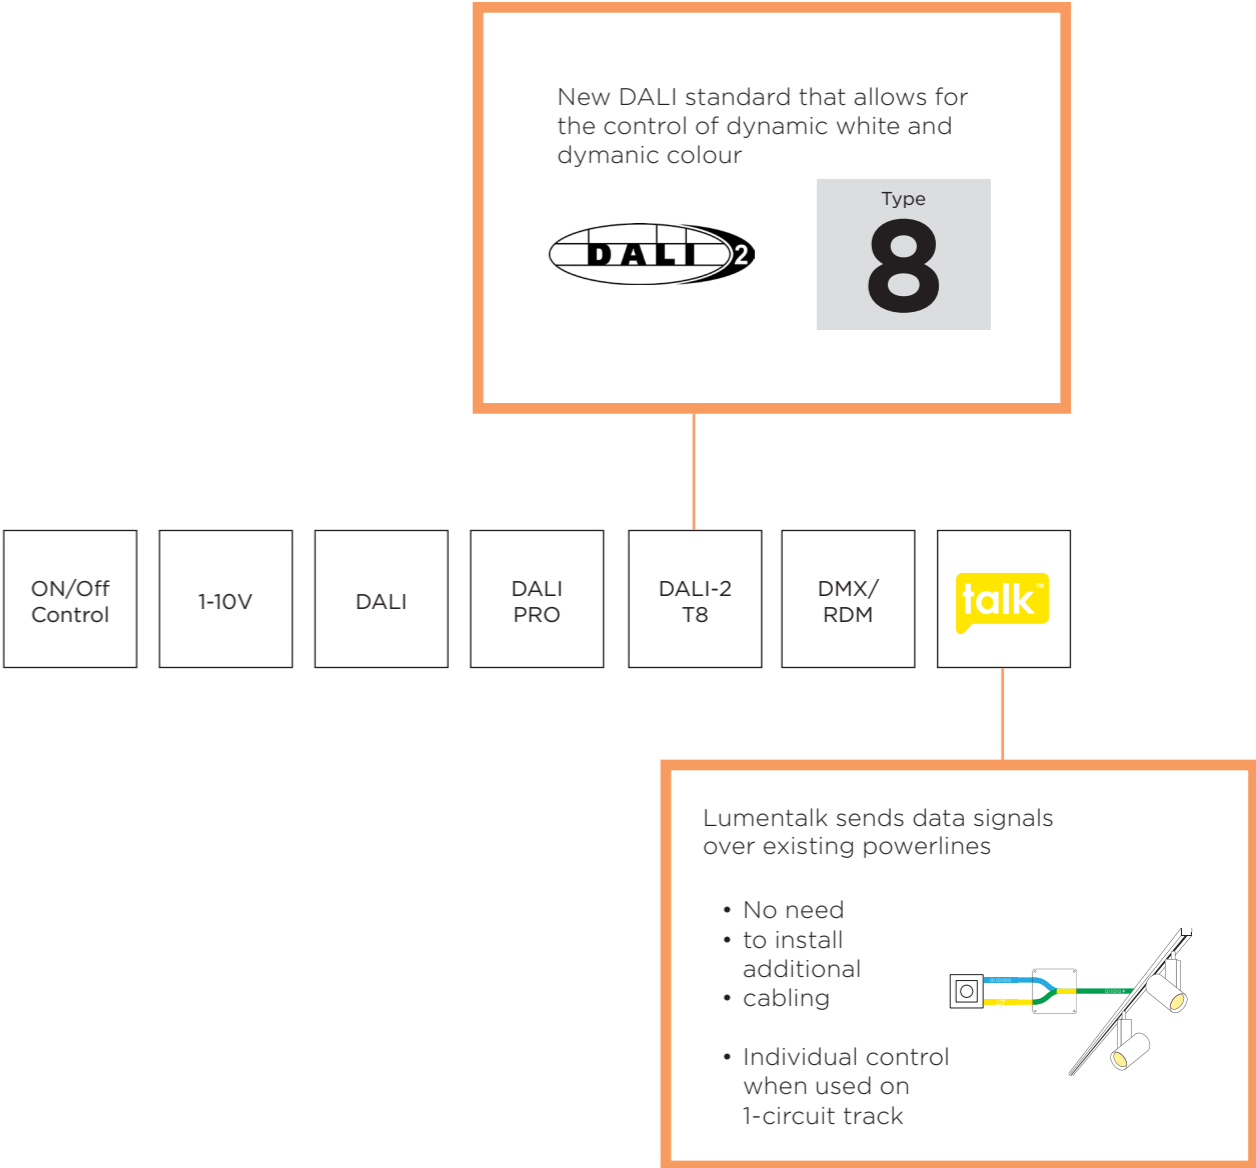 New DALI standard that allows for
the control of dynamic white and
dymanic colour
DALI 2
Type
8
ON/Off
Control
1-10V
DALI
DALI
PRO
DALI-2
T8
DMX/
RDM
talk™
Lumentalk sends data signals
over existing powerlines
• No need
• to install
additional
• cabling
• Individual control
when used on
1-circuit track